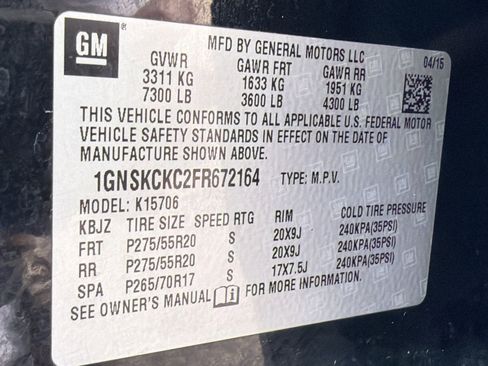 GM
MFD BY GENERAL MOTORS LLC
04/15
GVWR GAWR FRT GAWR RR
3311 KG 1633 KG 1951 KG
7300 LB 3600 LB 4300 LB
THIS VEHICLE CONFORMS TO ALL APPLICABLE U.S. FEDERAL MOTOR
VEHICLE SAFETY STANDARDS IN EFFECT ON THE DATE OF
MANUFACTURE SHOWN ABOVE.
1GNSKCKC2FR672164 TYPE: M.P.V.
MODEL: K15706
KBJZ TIRE SIZE SPEED RTG RIM COLD TIRE PRESSURE
FRT P275/55R20 S 20X9J 240KPA(35PSI)
RR P275/55R20 S 20X9J 240KPA(35PSI)
SPA P265/70R17 S 17X7.5J 240KPA(35PSI)
SEE OWNER'S MANUAL FOR MORE INFORMATION.